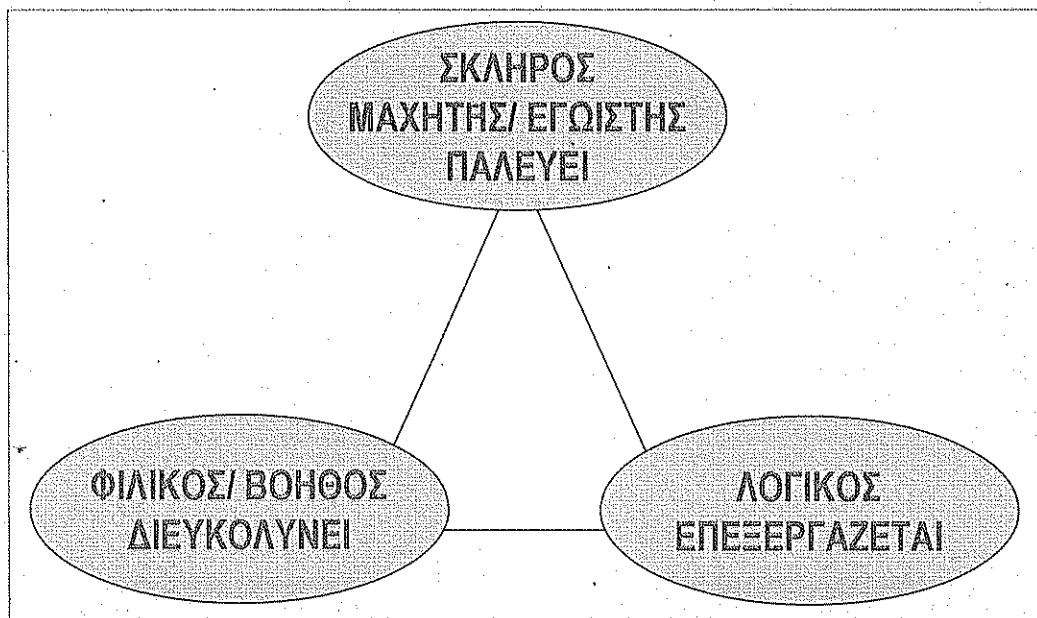 ΣΚΛΗΡΟΣ
ΜΑΧΗΤΗΣ/ ΕΓΩΙΣΤΗΣ
ΠΑΛΕΥΕΙ
ΦΙΛΙΚΟΣ/ ΒΟΗΘΟΣ
ΔΙΕΥΚΟΛΥΝΕΙ
ΛΟΓΙΚΟΣ
ΕΠΕΞΕΡΓΑΖΕΤΑΙ